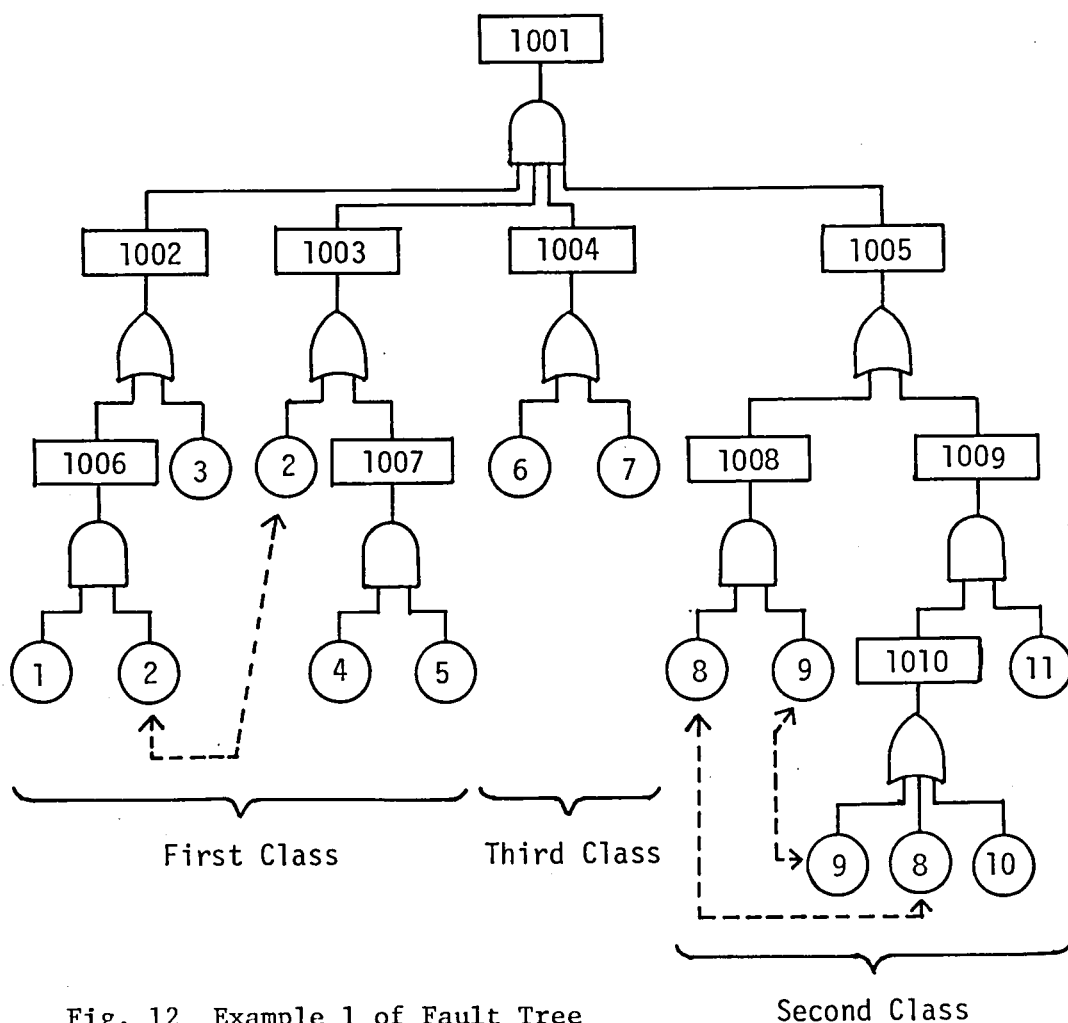 1001
1002 1003 1004 1005
1006 3 2 1007 6 7 1008 1009
1 2 4 5 8 9 1010 11
First Class Third Class 9 8 10
Fig. 12 Example 1 of Fault Tree Second Class